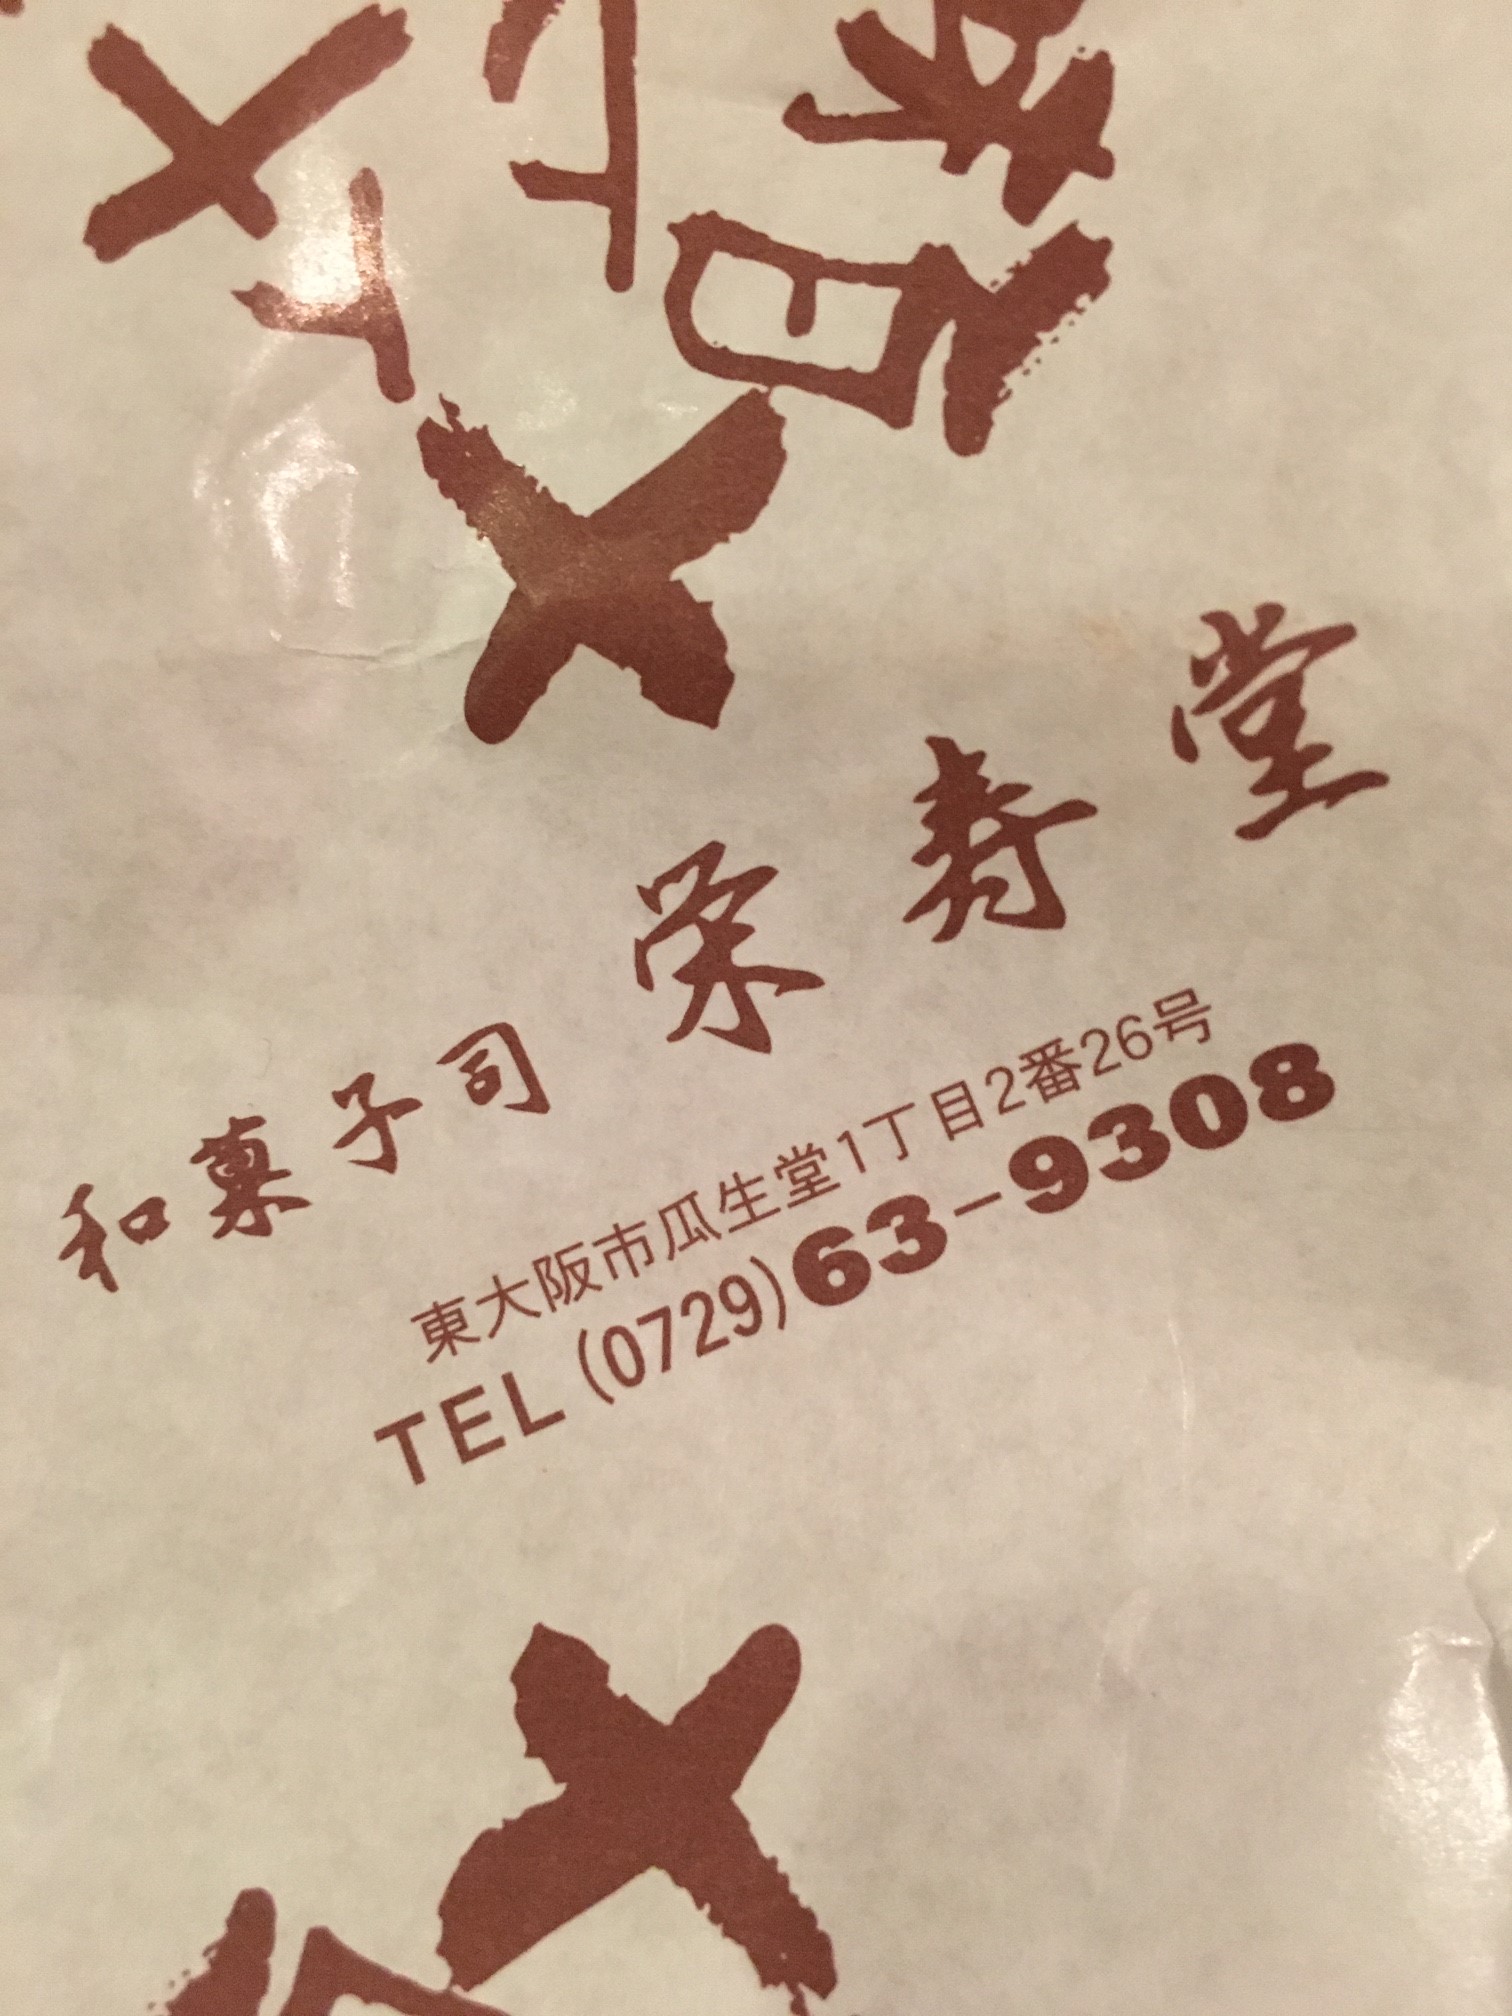 和菓子司 栄寿堂
東大阪市瓜生堂1丁目2番26号
TEL (0729) 63-9308